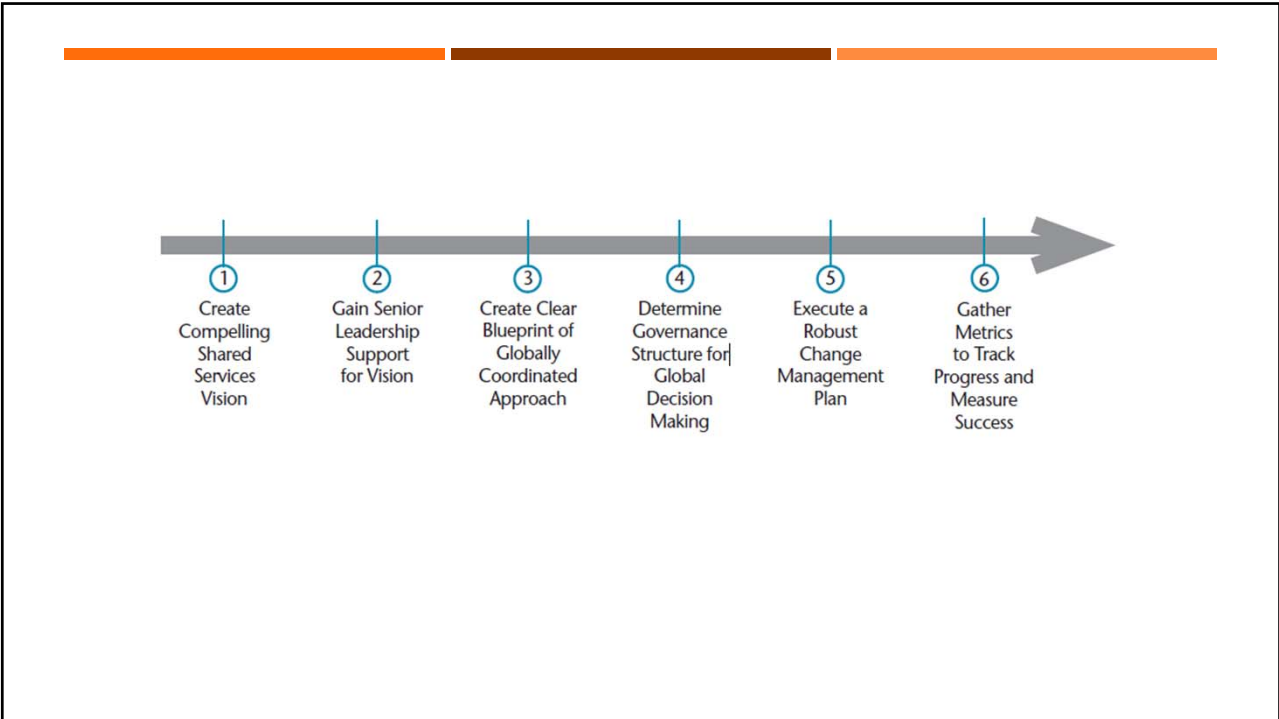 1
Create
Compelling
Shared
Services
Vision
2
Gain Senior
Leadership
Support
for Vision
3
Create Clear
Blueprint of
Globally
Coordinated
Approach
4
Determine
Governance
Structure for
Global
Decision
Making
5
Execute a
Robust
Change
Management
Plan
6
Gather
Metrics
to Track
Progress and
Measure
Success